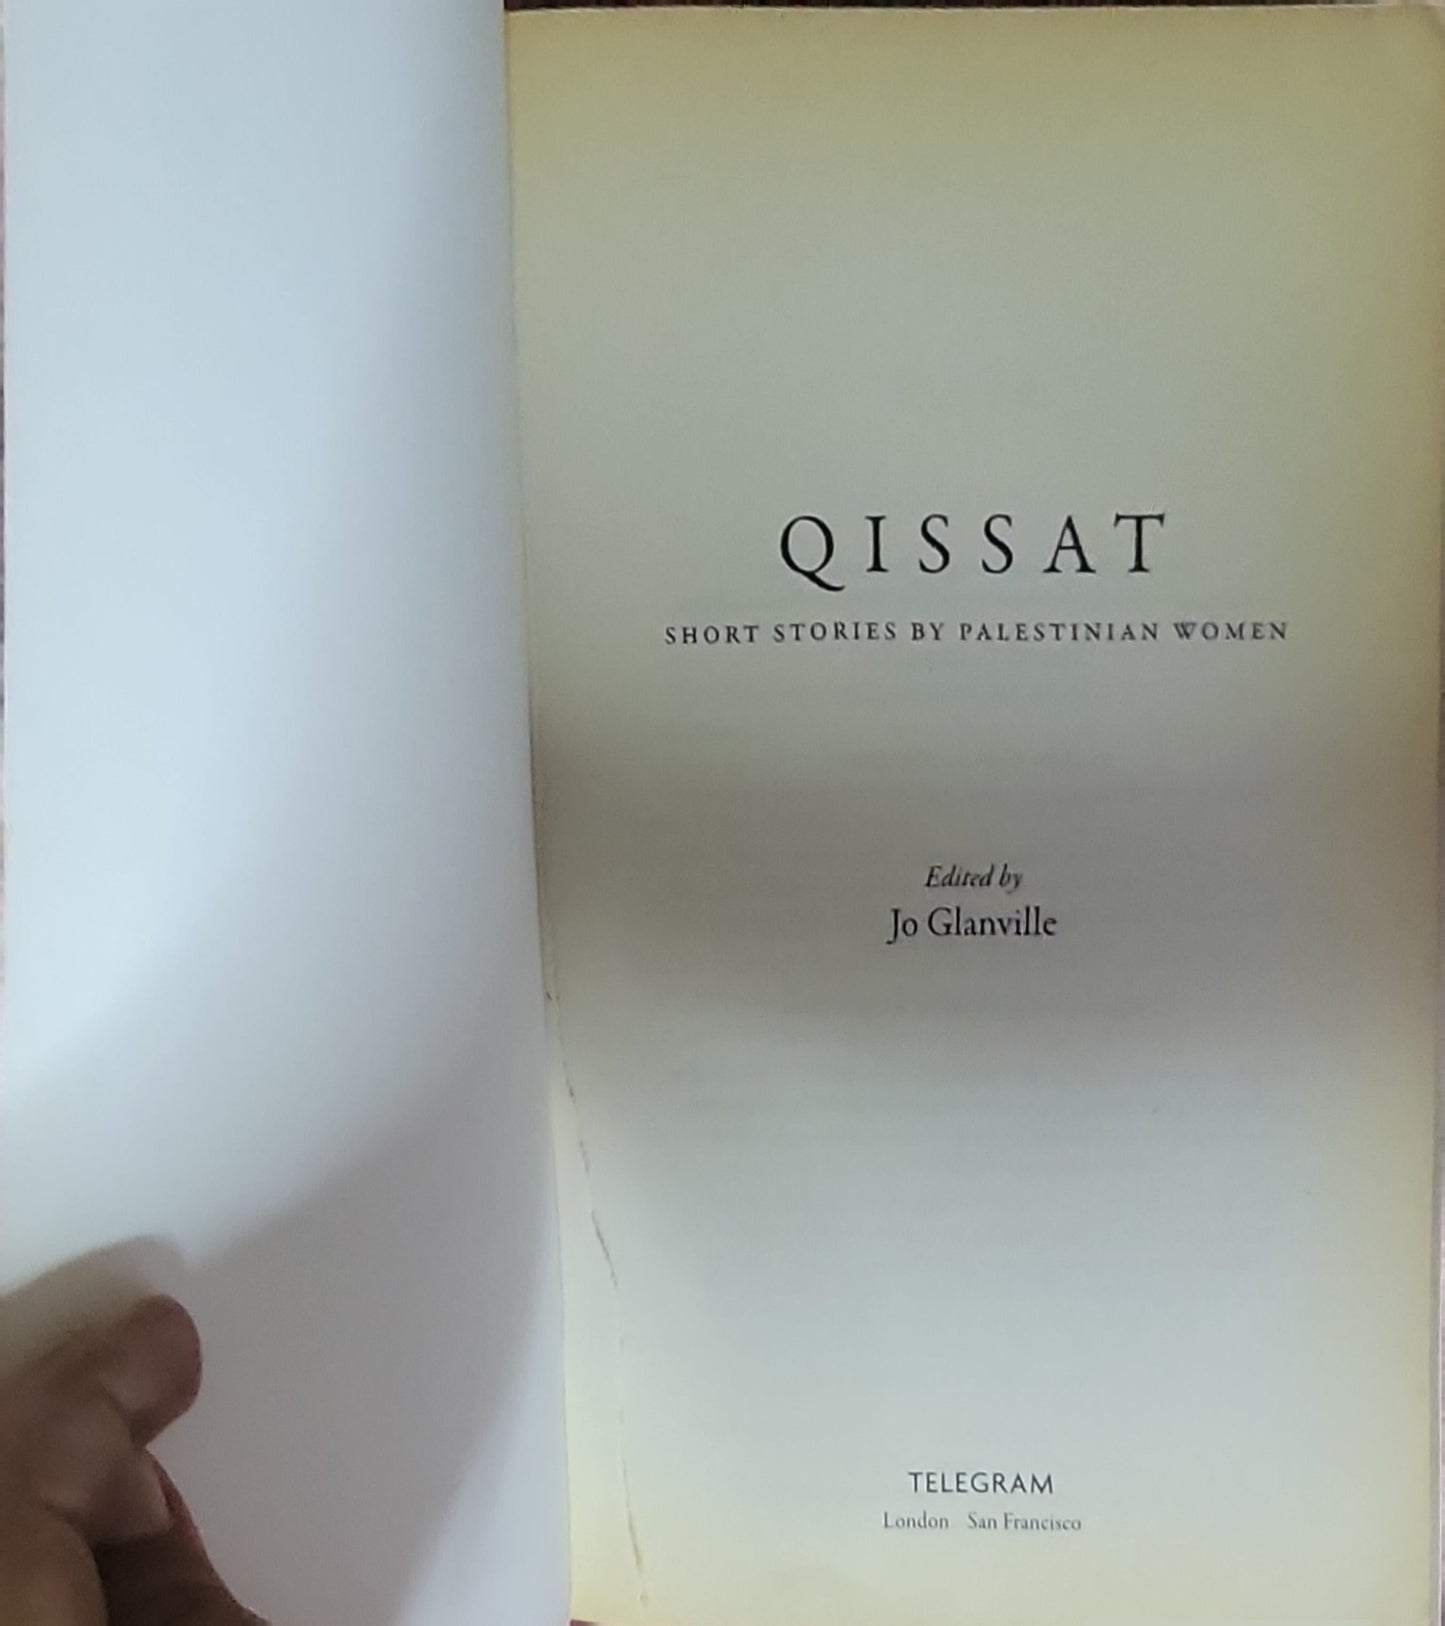 QISSAT
SHORT STORIES BY PALESTINIAN WOMEN
Edited by
Jo Glanville
TELEGRAM
London San Francisco